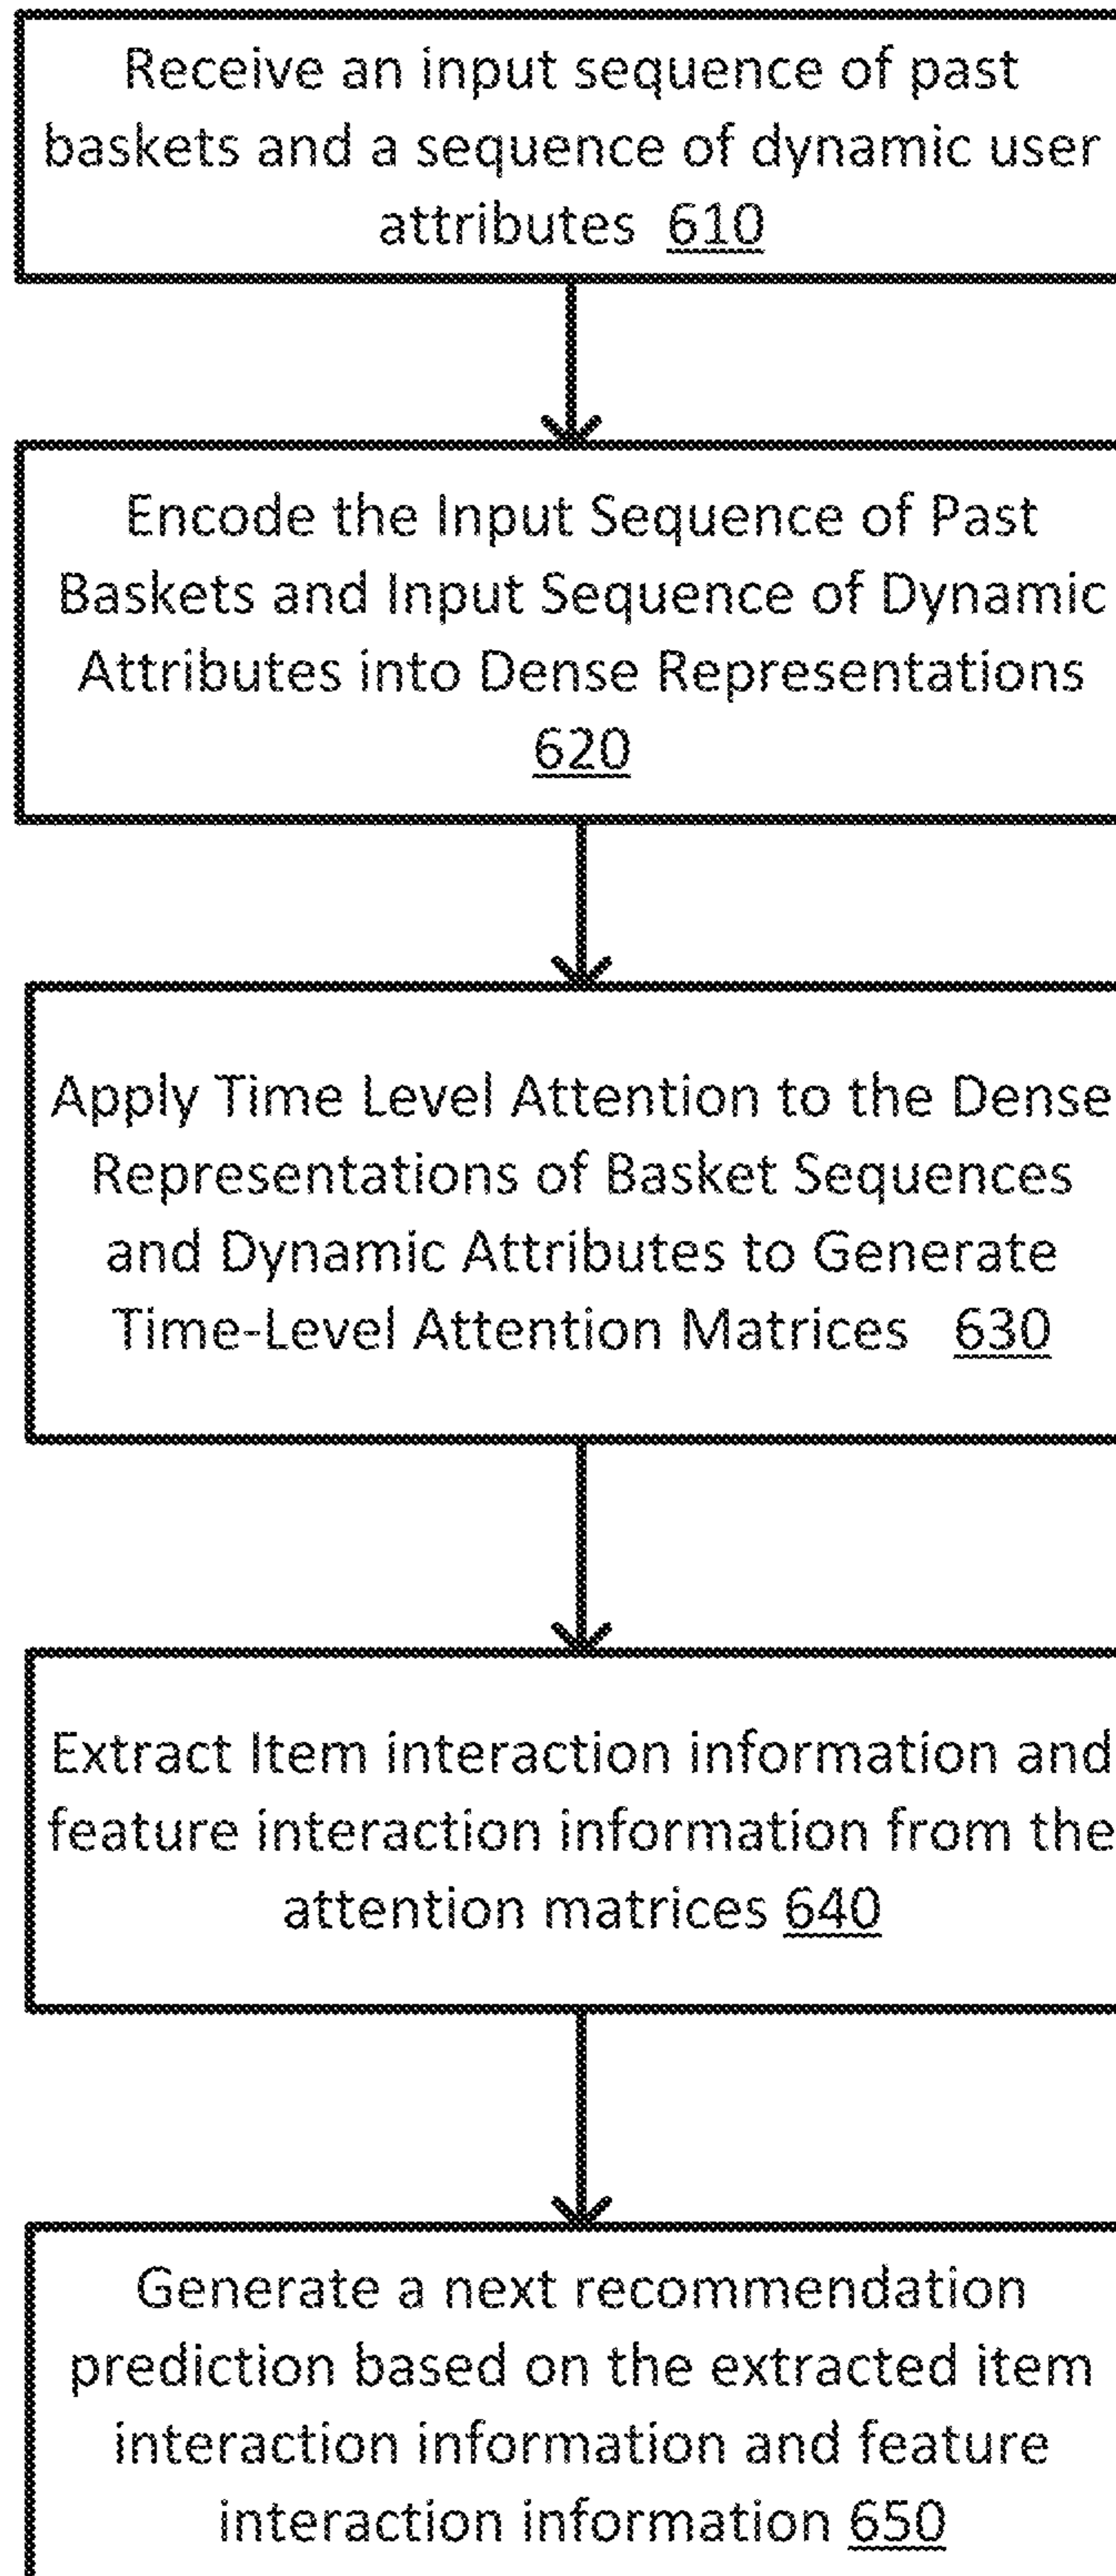 Receive an input sequence of past
baskets and a sequence of dynamic user
attributes 610
Encode the Input Sequence of Past
Baskets and Input Sequence of Dynamic
Attributes into Dense Representations
620
Apply Time Level Attention to the Dense
Representations of Basket Sequences
and Dynamic Attributes to Generate
Time-Level Attention Matrices 630
Extract Item interaction information and
feature interaction information from the
attention matrices 640
Generate a next recommendation
prediction based on the extracted item
interaction information and feature
interaction information 650